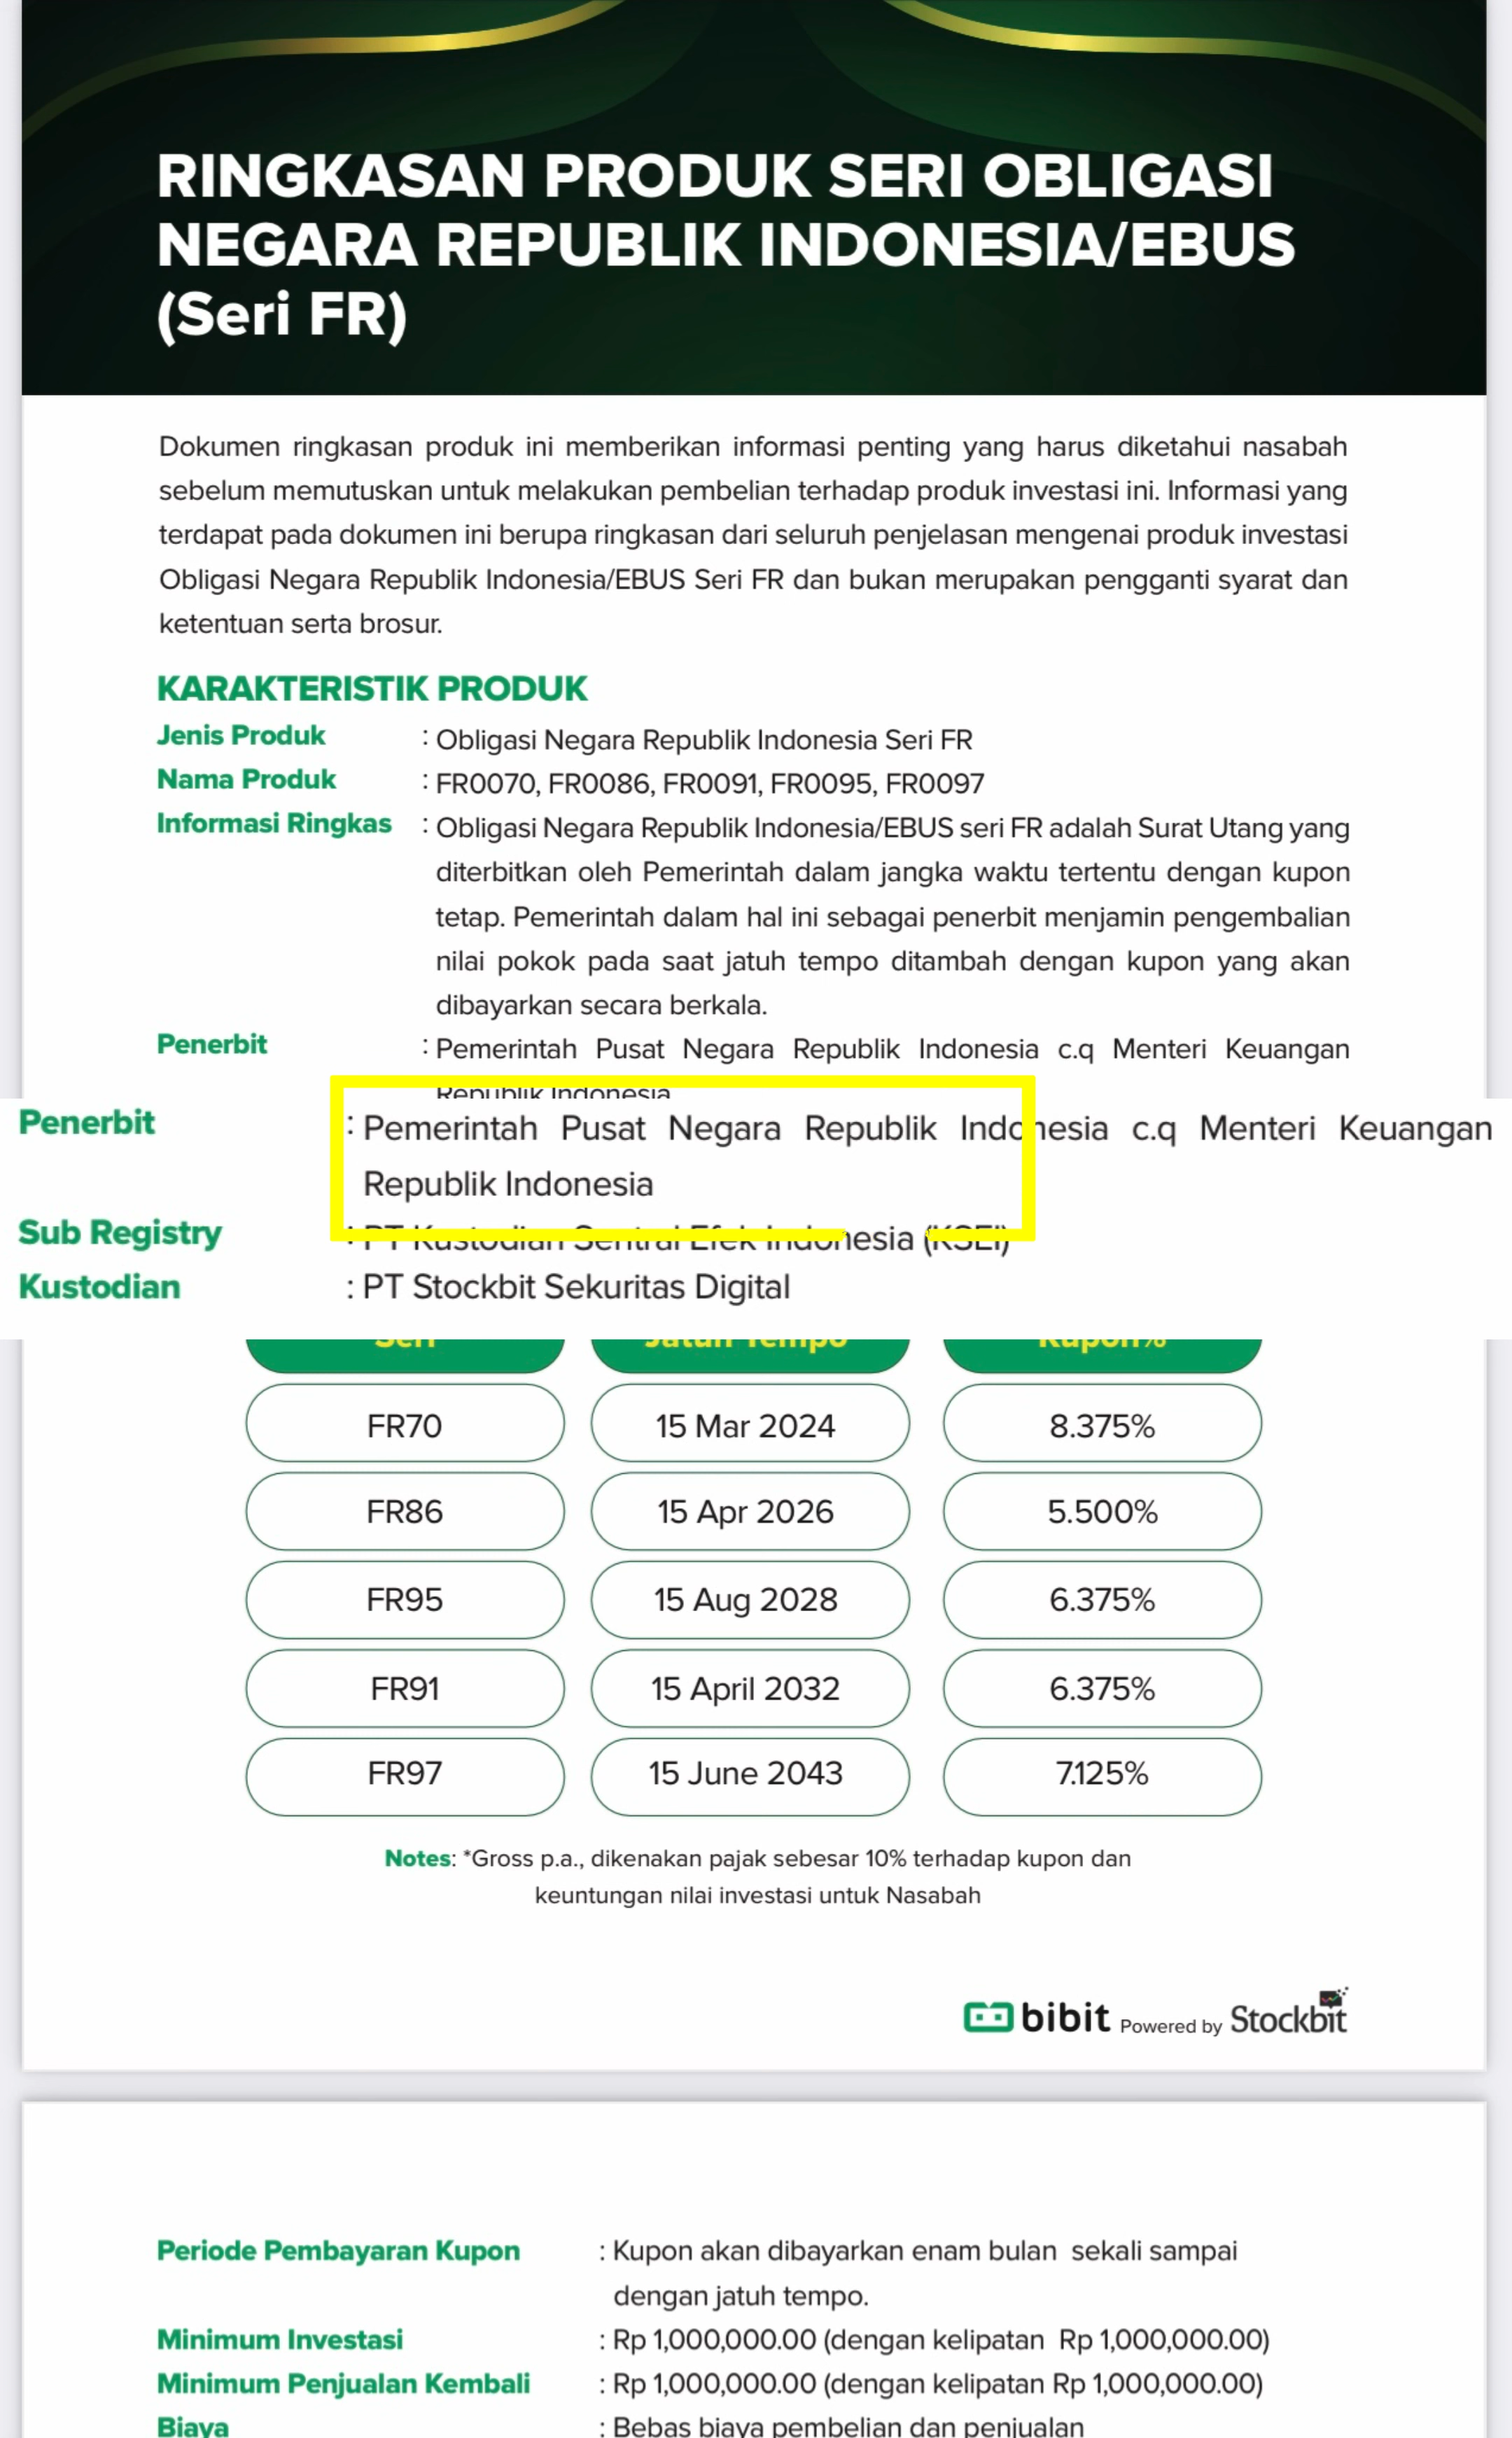 RINGKASAN PRODUK SERI OBLIGASI
NEGARA REPUBLIK INDONESIA/EBUS
(Seri FR)
Dokumen ringkasan produk ini memberikan informasi penting yang harus diketahui nasabah
sebelum memutuskan untuk melakukan pembelian terhadap produk investasi ini. Informasi yang
terdapat pada dokumen ini berupa ringkasan dari seluruh penjelasan mengenai produk investasi
Obligasi Negara Republik Indonesia/EBUS Seri FR dan bukan merupakan pengganti syarat dan
ketentuan serta brosur.
KARAKTERISTIK PRODUK
Jenis Produk : Obligasi Negara Republik Indonesia Seri FR
Nama Produk : FR0070, FR0086, FR0091, FR0095, FR0097
Informasi Ringkas : Obligasi Negara Republik Indonesia/EBUS seri FR adalah Surat Utang yang
diterbitkan oleh Pemerintah dalam jangka waktu tertentu dengan kupon
tetap. Pemerintah dalam hal ini sebagai penerbit menjamin pengembalian
nilai pokok pada saat jatuh tempo ditambah dengan kupon yang akan
dibayarkan secara berkala.
Penerbit : Pemerintah Pusat Negara Republik Indonesia c.q Menteri Keuangan
Republik Indonesia
Penerbit : Pemerintah Pusat Negara Republik Indonesia c.q Menteri Keuangan
Republik Indonesia
Sub Registry : PT Kustodian Sentral Efek Indonesia (KSEI)
Kustodian : PT Stockbit Sekuritas Digital
Seri Jatuh Tempo Kupon%
FR70 15 Mar 2024 8.375%
FR86 15 Apr 2026 5.500%
FR95 15 Aug 2028 6.375%
FR91 15 April 2032 6.375%
FR97 15 June 2043 7.125%
Notes: *Gross p.a., dikenakan pajak sebesar 10% terhadap kupon dan
keuntungan nilai investasi untuk Nasabah
bibit Powered by Stockbit
Periode Pembayaran Kupon : Kupon akan dibayarkan enam bulan sekali sampai
dengan jatuh tempo.
Minimum Investasi : Rp 1,000,000.00 (dengan kelipatan Rp 1,000,000.00)
Minimum Penjualan Kembali : Rp 1,000,000.00 (dengan kelipatan Rp 1,000,000.00)
Biaya : Bebas biaya pembelian dan penjualan